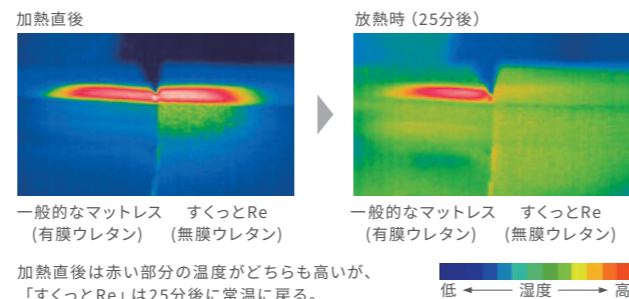 加熱直後
放熱時（25分後）
一般的なマットレス すくっとRe
(有膜ウレタン) (無膜ウレタン)
一般的なマットレス すくっとRe
(有膜ウレタン) (無膜ウレタン)
加熱直後は赤い部分の温度がどちらも高いが、
「すくっとRe」は25分後に常温に戻る。
低 ← 湿度 → 高